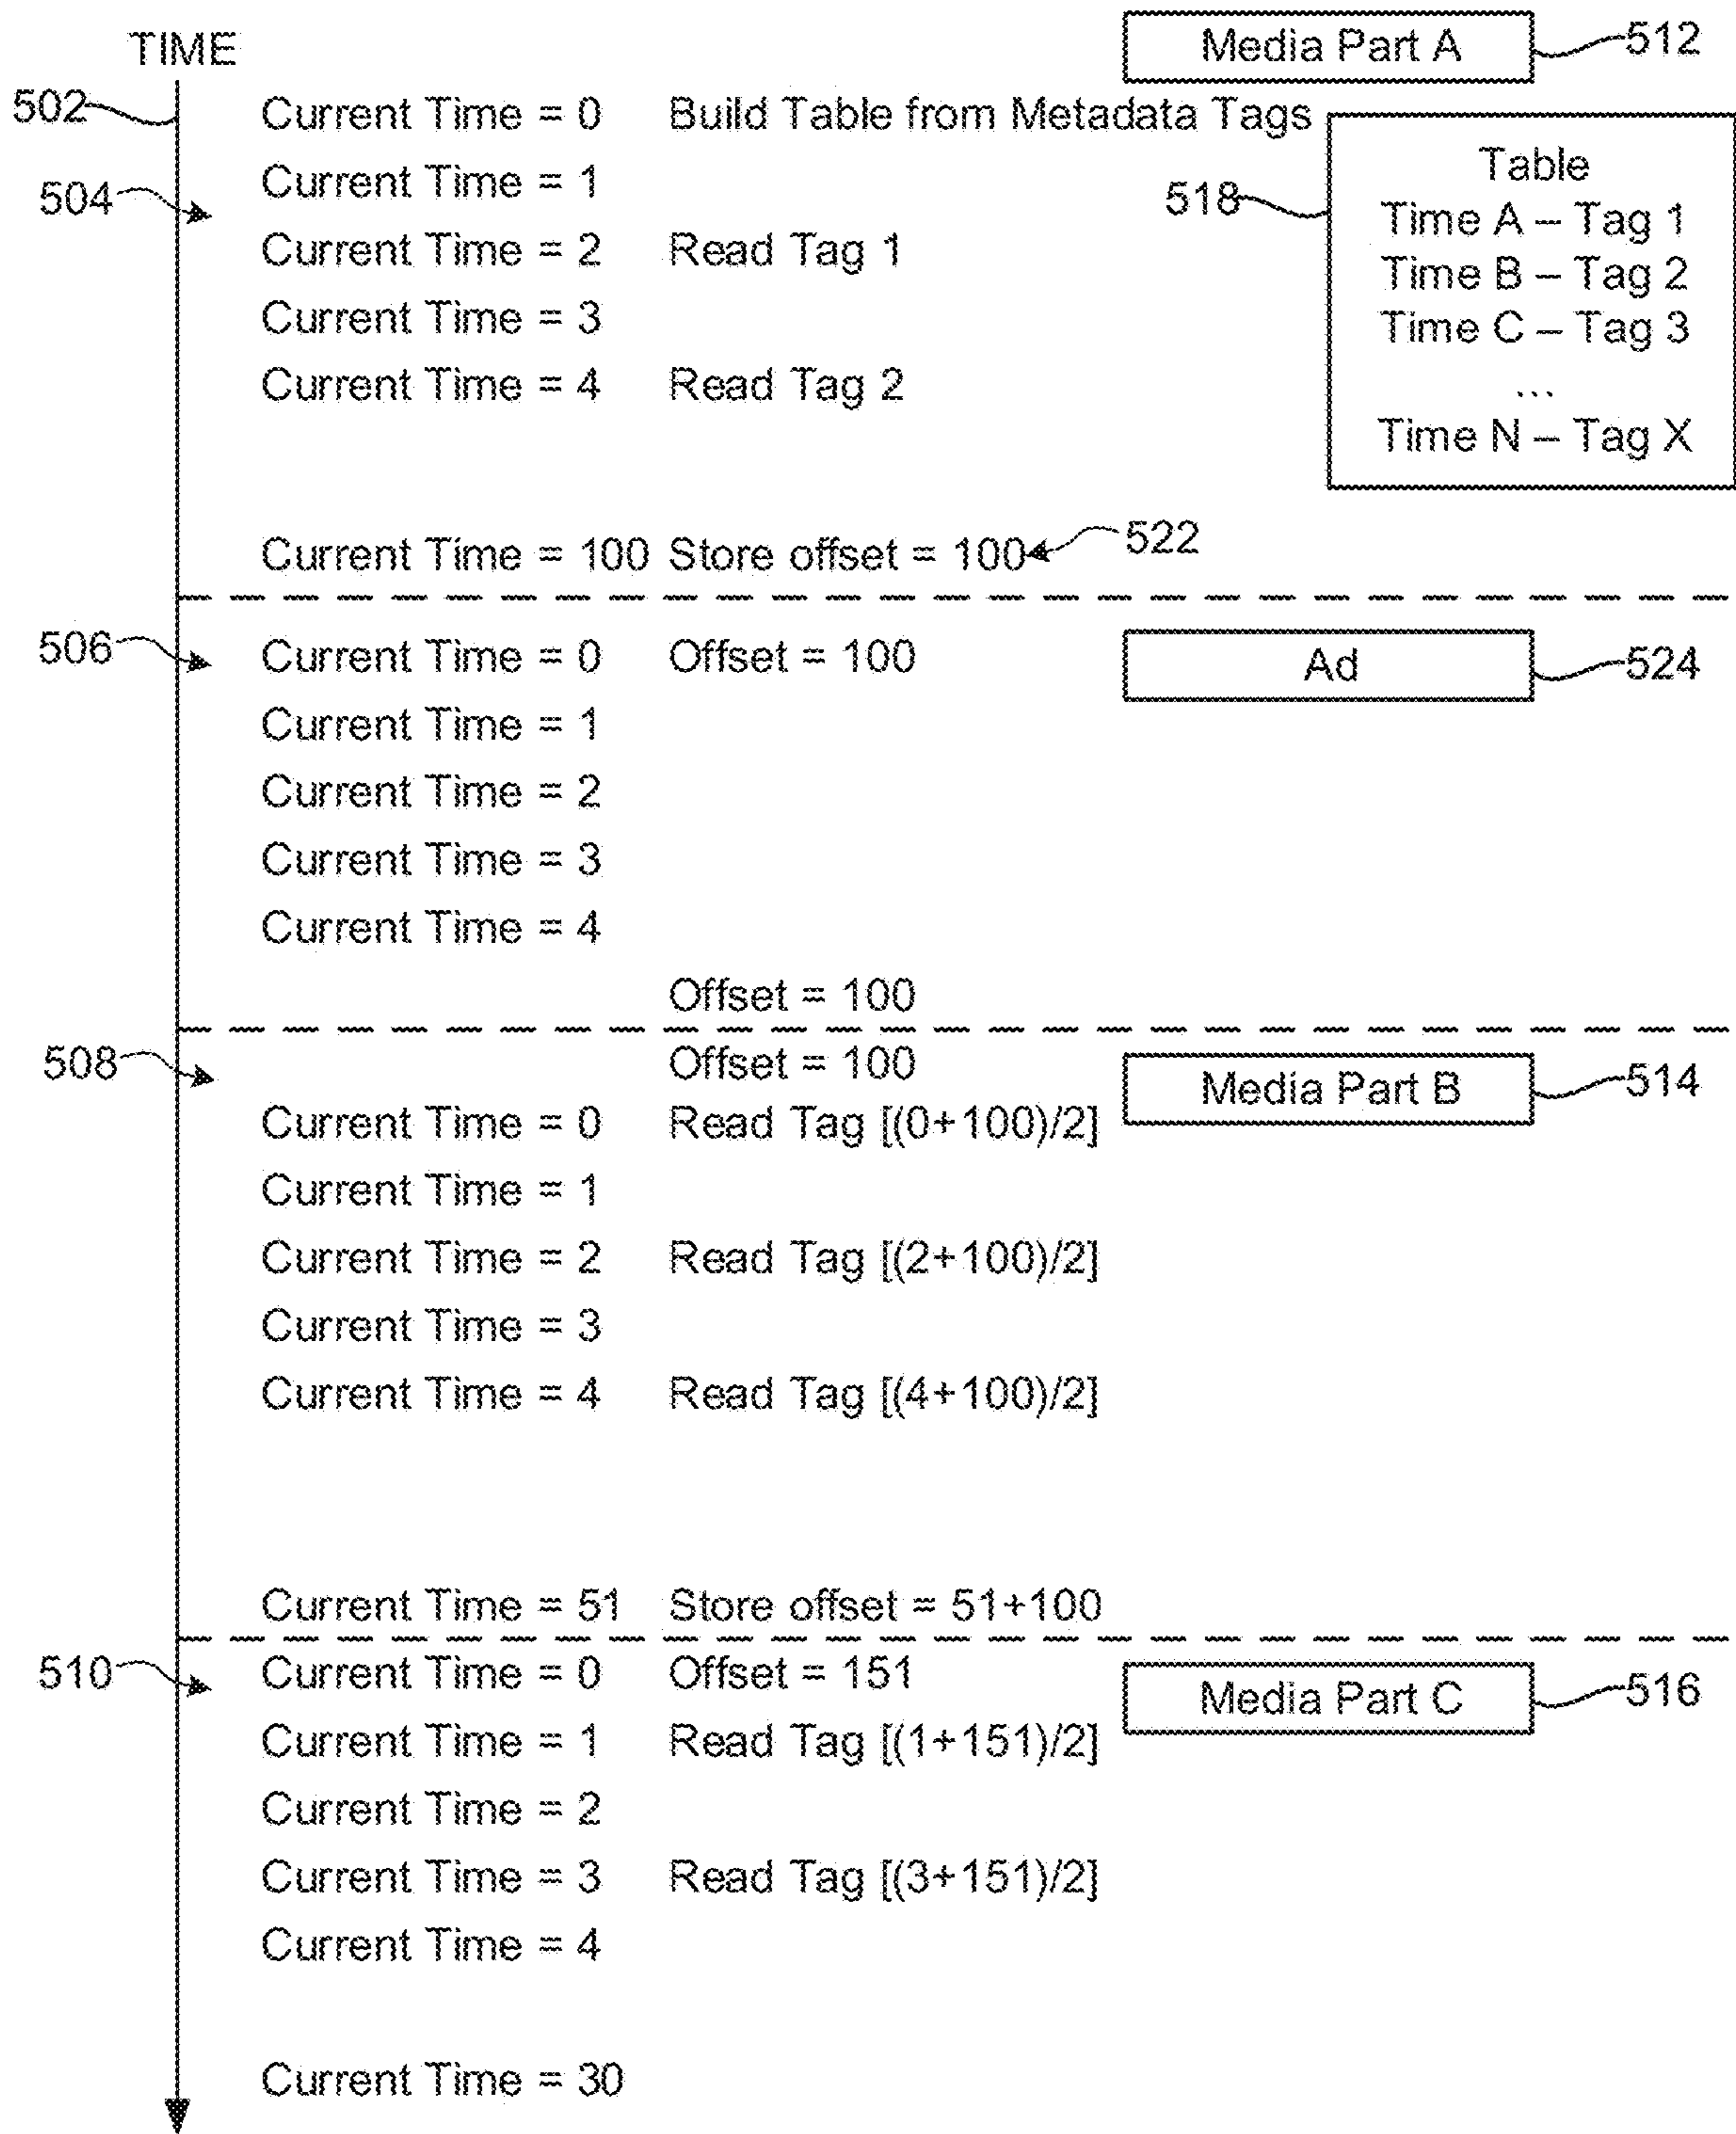 Media Part A 512
TIME
502 Current Time = 0 Build Table from Metadata Tags
Current Time = 1
504
518
Table
Time A – Tag 1
Time B – Tag 2
Time C – Tag 3
...
Time N – Tag X
Current Time = 2 Read Tag 1
Current Time = 3
Current Time = 4 Read Tag 2
Current Time = 100 Store offset = 100 522
506 Current Time = 0 Offset = 100 Ad 524
Current Time = 1
Current Time = 2
Current Time = 3
Current Time = 4
Offset = 100
508 Offset = 100 Media Part B 514
Current Time = 0 Read Tag [(0+100)/2]
Current Time = 1
Current Time = 2 Read Tag [(2+100)/2]
Current Time = 3
Current Time = 4 Read Tag [(4+100)/2]
Current Time = 51 Store offset = 51+100
510 Current Time = 0 Offset = 151 Media Part C 516
Current Time = 1 Read Tag [(1+151)/2]
Current Time = 2
Current Time = 3 Read Tag [(3+151)/2]
Current Time = 4
Current Time = 30